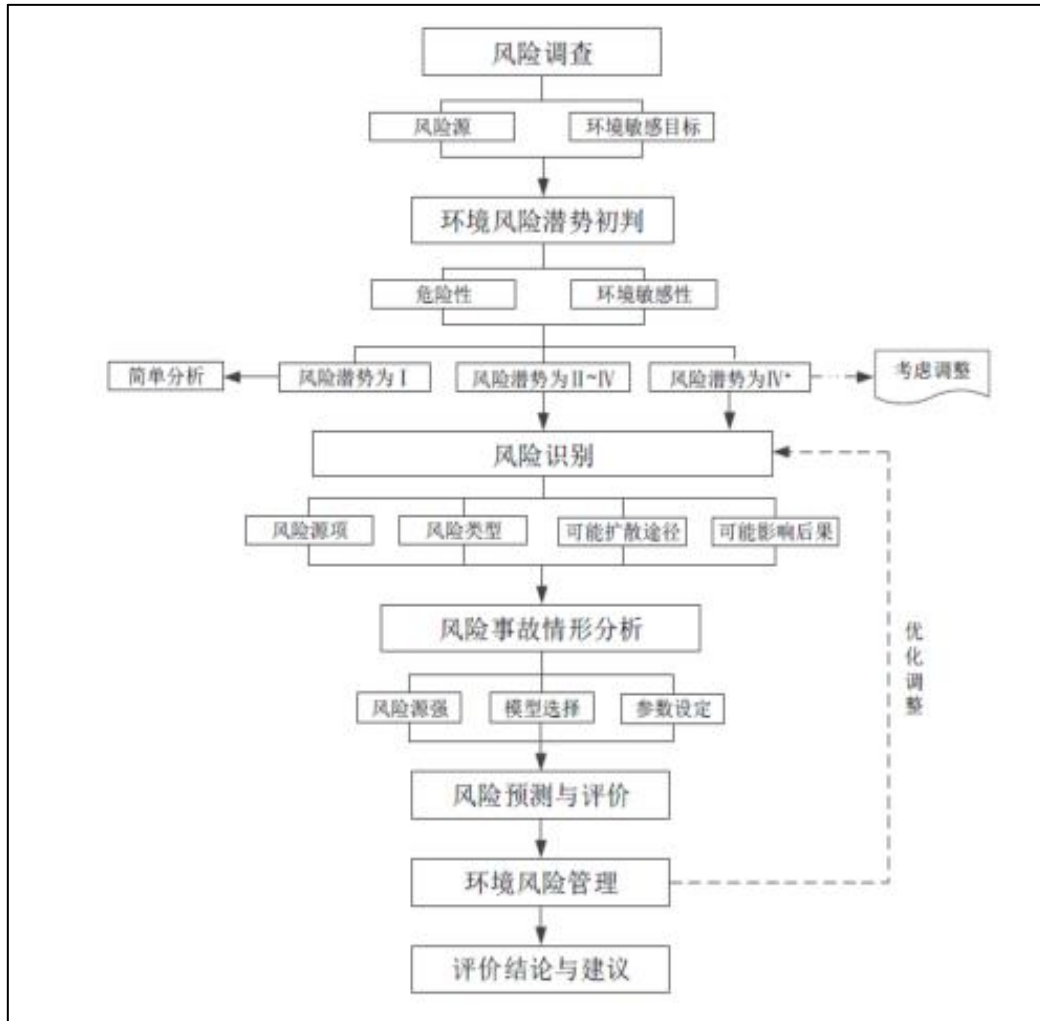 风险调查
风险源
环境敏感目标
环境风险潜势初判
危险性
环境敏感性
简单分析
风险潜势为Ⅰ
风险潜势为Ⅱ~Ⅳ
风险潜势为Ⅳ+
考虑调整
风险识别
风险源项
风险类型
可能扩散途径
可能影响后果
风险事故情形分析
风险源强
模型选择
参数设定
优化调整
风险预测与评价
环境风险管理
评价结论与建议